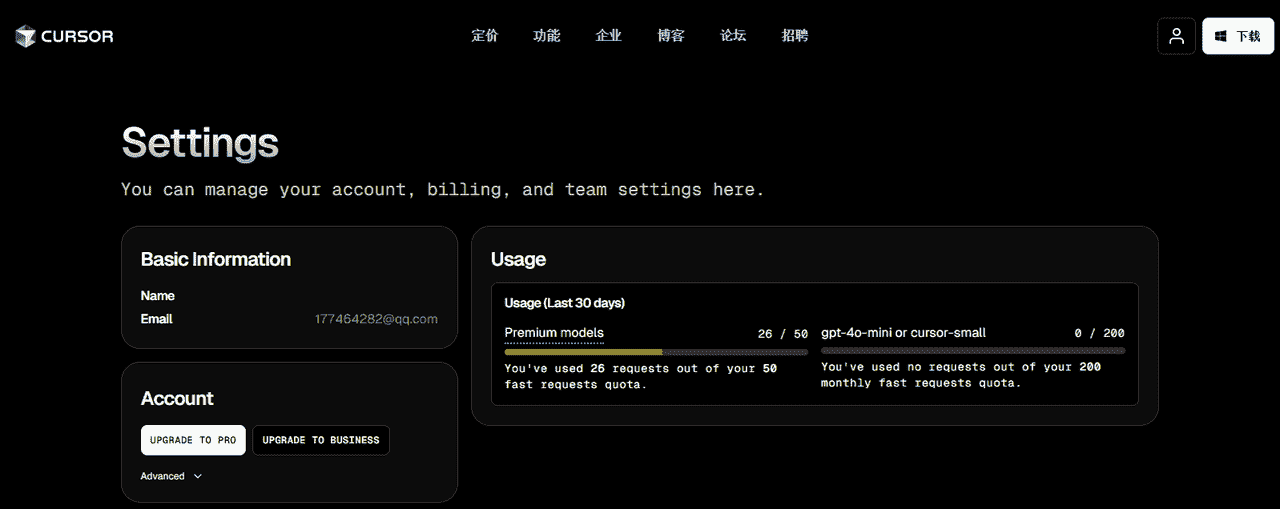 CURSOR
定价 功能 企业 博客 论坛 招聘
下载
Settings
You can manage your account, billing, and team settings here.
Basic Information
Name
Email 177464282@qq.com
Account
UPGRADE TO PRO UPGRADE TO BUSINESS
Advanced
Usage
Usage (Last 30 days)
Premium models 26 / 50
You've used 26 requests out of your 50
fast requests quota.
gpt-4o-mini or cursor-small 0 / 200
You've used no requests out of your 200
monthly fast requests quota.